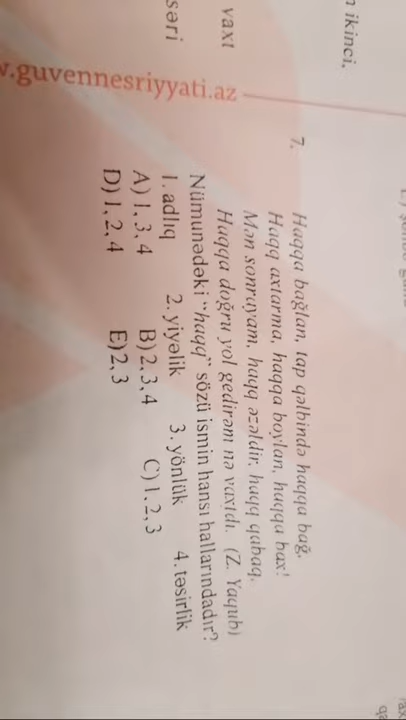 n ikinci,
vaxt
səri
v.guvennesriyyati.az
7. Haqqa bağlan, tap qəlbində haqqa bağ,
Haqq axtarma, haqqa boylan, haqqa bax!
Mən sonrayam, haqq əzəldir, haqq qabaq.
Haqqa doğru yol gedirəm nə vaxtdı. (Z. Yaqub)
Nümunədəki "haqq" sözü ismin hansı hallarındadır?
1. adlıq 2. yiyəlik 3. yönlük 4. təsirlik
A) 1, 3, 4 B) 2, 3, 4 C) 1, 2, 3
D) 1, 2, 4 E) 2, 3